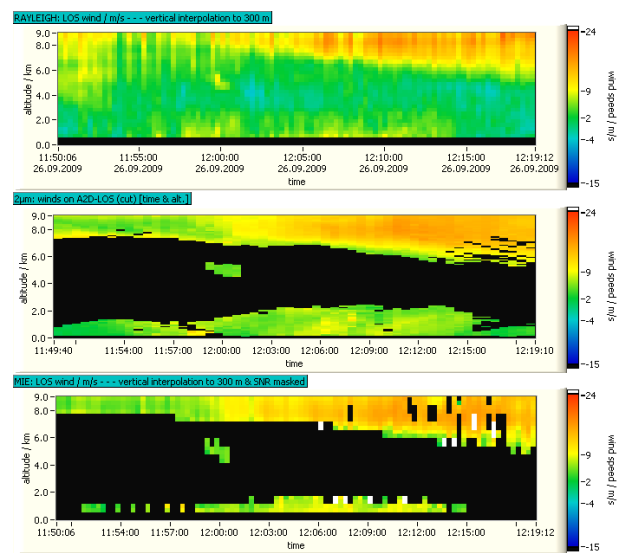 RAYLEIGH: LOS wind / m/s - - - vertical interpolation to 300 m
9.0
8.0
6.0
4.0
2.0
0.0
altitude / km
11:50:06 11:55:00 12:00:00 12:05:00 12:10:00 12:19:12
26.09.2009 26.09.2009 26.09.2009 26.09.2009 26.09.2009 26.09.2009
time
24
9
2
-4
-15
wind speed / m/s
2µm: winds on A2D-LOS (cut) [time & alt.]
9.0
8.0
6.0
4.0
2.0
0.0
altitude / km
11:49:40 11:54:00 11:57:00 12:00:00 12:03:00 12:06:00 12:09:00 12:12:00 12:15:00 12:19:10
time
24
9
2
-4
-15
wind speed / m/s
MIE: LOS wind / m/s - - - vertical interpolation to 300 m & SNR masked
9.0
8.0
6.0
4.0
2.0
0.0
altitude / km
11:50:06 11:54:00 11:57:00 12:00:00 12:03:00 12:06:00 12:09:00 12:12:00 12:15:00 12:19:12
time
24
9
2
-4
-15
wind speed / m/s